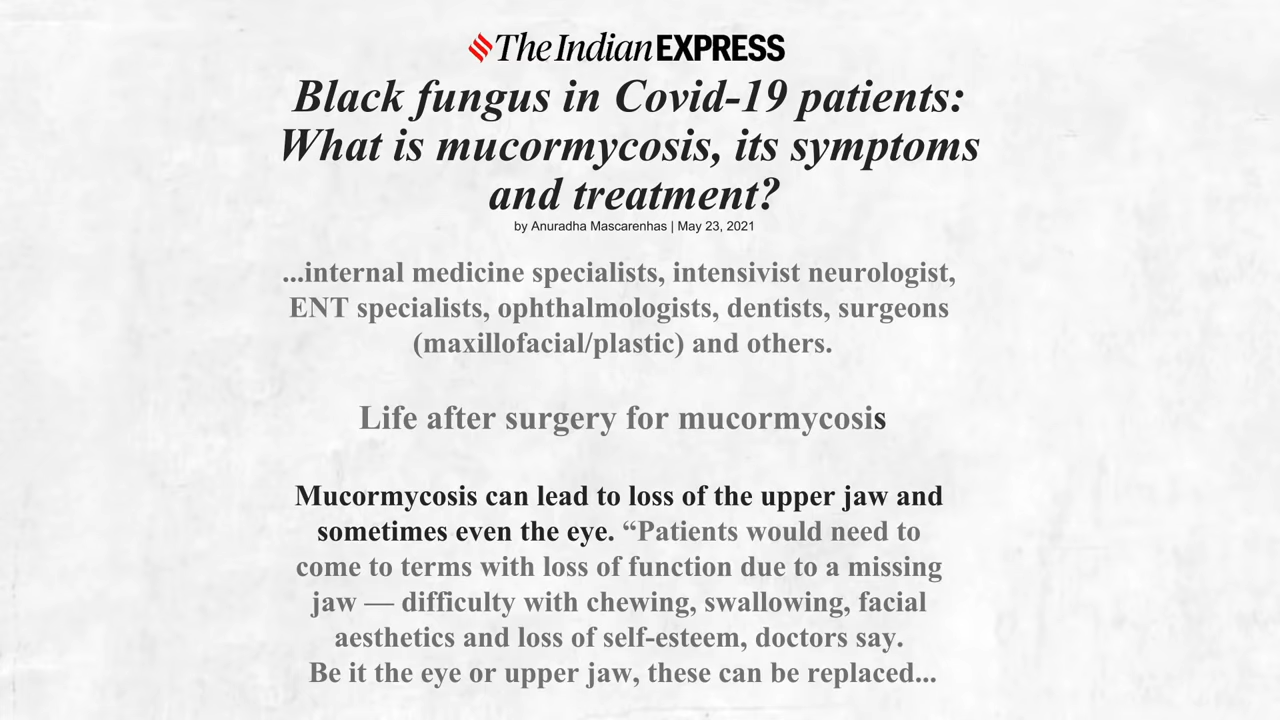 The Indian EXPRESS
Black fungus in Covid-19 patients:
What is mucormycosis, its symptoms
and treatment?
by Anuradha Mascarenhas | May 23, 2021
...internal medicine specialists, intensivist neurologist,
ENT specialists, ophthalmologists, dentists, surgeons
(maxillofacial/plastic) and others.
Life after surgery for mucormycosis
Mucormycosis can lead to loss of the upper jaw and
sometimes even the eye. “Patients would need to
come to terms with loss of function due to a missing
jaw — difficulty with chewing, swallowing, facial
aesthetics and loss of self-esteem, doctors say.
Be it the eye or upper jaw, these can be replaced...